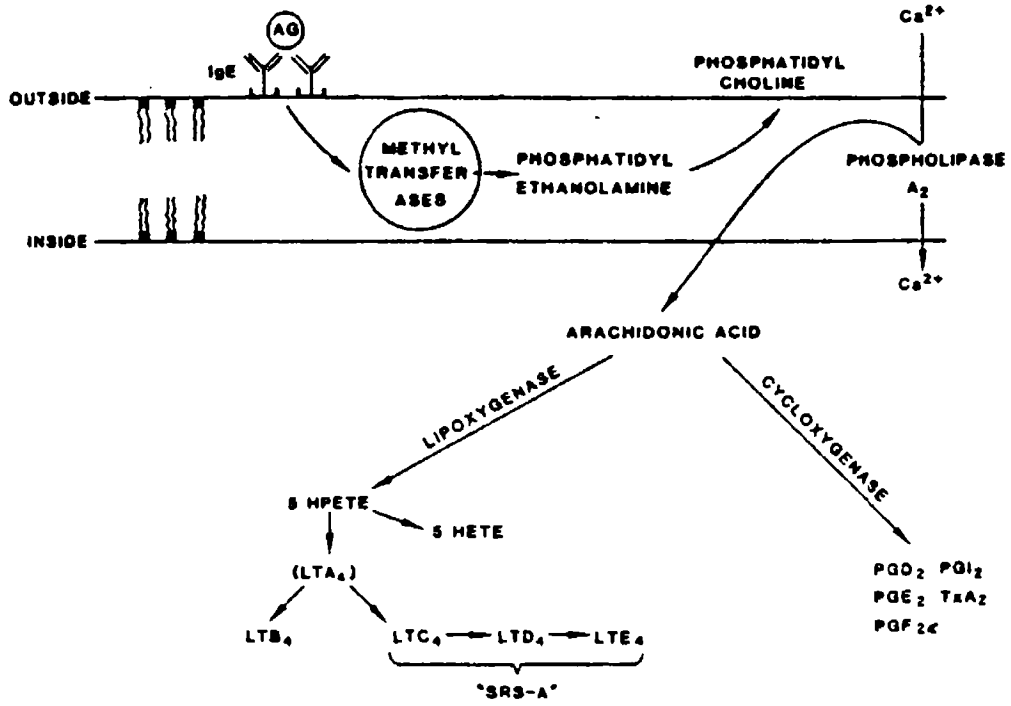 AG
IgE
OUTSIDE
Ca²⁺
PHOSPHATIDYL
CHOLINE
METHYL
TRANSFER
ASES
PHOSPHATIDYL
ETHANOLAMINE
PHOSPHOLIPASE
A₂
INSIDE
Ca²⁺
ARACHIDONIC ACID
LIPOXYGENASE
CYCLOXYGENASE
5 HPETE
5 HETE
(LTA₄)
LTB₄
LTC₄ LTD₄ LTE₄
"SRS-A"
PGD₂ PGI₂
PGE₂ TxA₂
PGF₂α